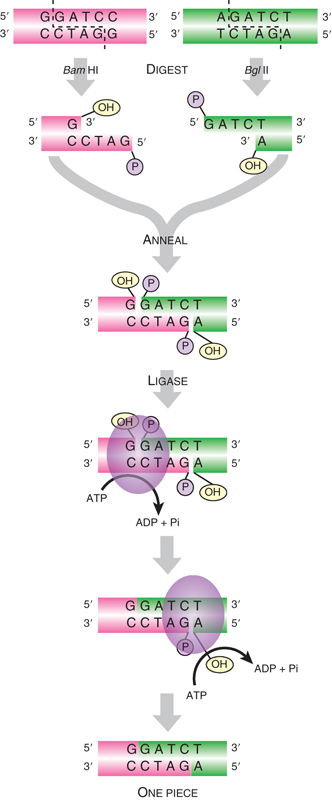 5′ GGATCC 3′ 5′ AGATCT 3′
3′ CCTAGG 5′ 3′ TCTAGA 5′
Bam HI DIGEST Bgl II
OH P
5′ G 3′ 5′ GATCT 3′
3′ CCTAG 5′ 3′ A 5′
P OH
ANNEAL
OH P
5′ GGATCT 3′
3′ CCTAGA 5′
P OH
LIGASE
OH P
5′ GGATCT 3′
3′ CCTAGA 5′
P OH
ATP
ADP + Pi
5′ GGATCT 3′
3′ CCTAGA 5′
P OH
ADP + Pi
ATP
5′ GGATCT 3′
3′ CCTAGA 5′
ONE PIECE